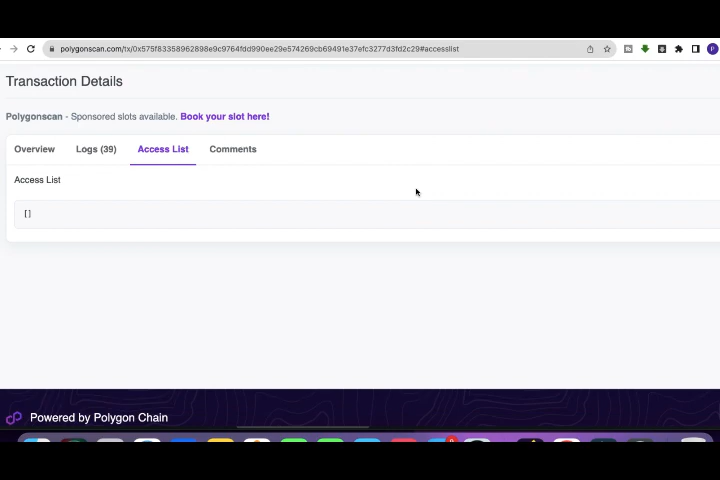 polygonscan.com/tx/0x575f83358962898e9c9764fdd990ee29e574269cb69491e37efc3277d3fd2c29#accesslist
P
Transaction Details
Polygonscan - Sponsored slots available. Book your slot here!
Overview Logs (39) Access List Comments
Access List
[]
Powered by Polygon Chain